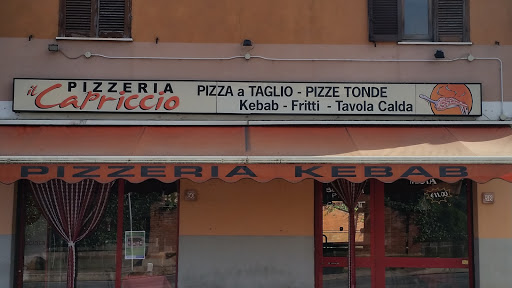 PIZZERIA
il Capriccio
PIZZA a TAGLIO - PIZZE TONDE
Kebab - Fritti - Tavola Calda
PIZZERIA KEBAB